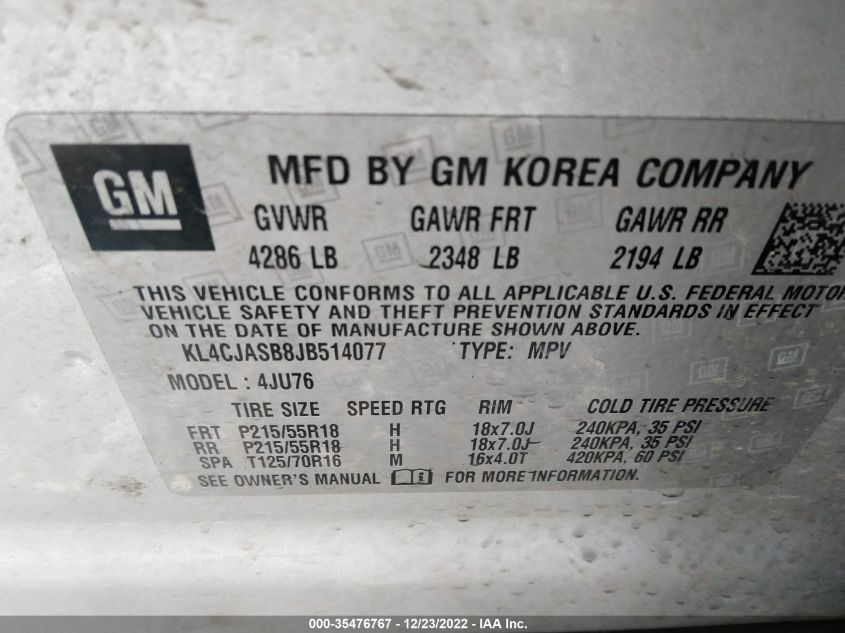 GM
MFD BY GM KOREA COMPANY
GVWR GAWR FRT GAWR RR
4286 LB 2348 LB 2194 LB
THIS VEHICLE CONFORMS TO ALL APPLICABLE U.S. FEDERAL MOTOR
VEHICLE SAFETY AND THEFT PREVENTION STANDARDS IN EFFECT
ON THE DATE OF MANUFACTURE SHOWN ABOVE.
KL4CJASB8JB514077 TYPE: MPV
MODEL : 4JU76
TIRE SIZE SPEED RTG RIM COLD TIRE PRESSURE
FRT P215/55R18 H 18x7.0J 240KPA, 35 PSI
RR P215/55R18 H 18x7.0J 240KPA, 35 PSI
SPA T125/70R16 M 16x4.0T 420KPA, 60 PSI
SEE OWNER'S MANUAL i FOR MORE INFORMATION.
000-35476767 - 12/23/2022 - IAA Inc.